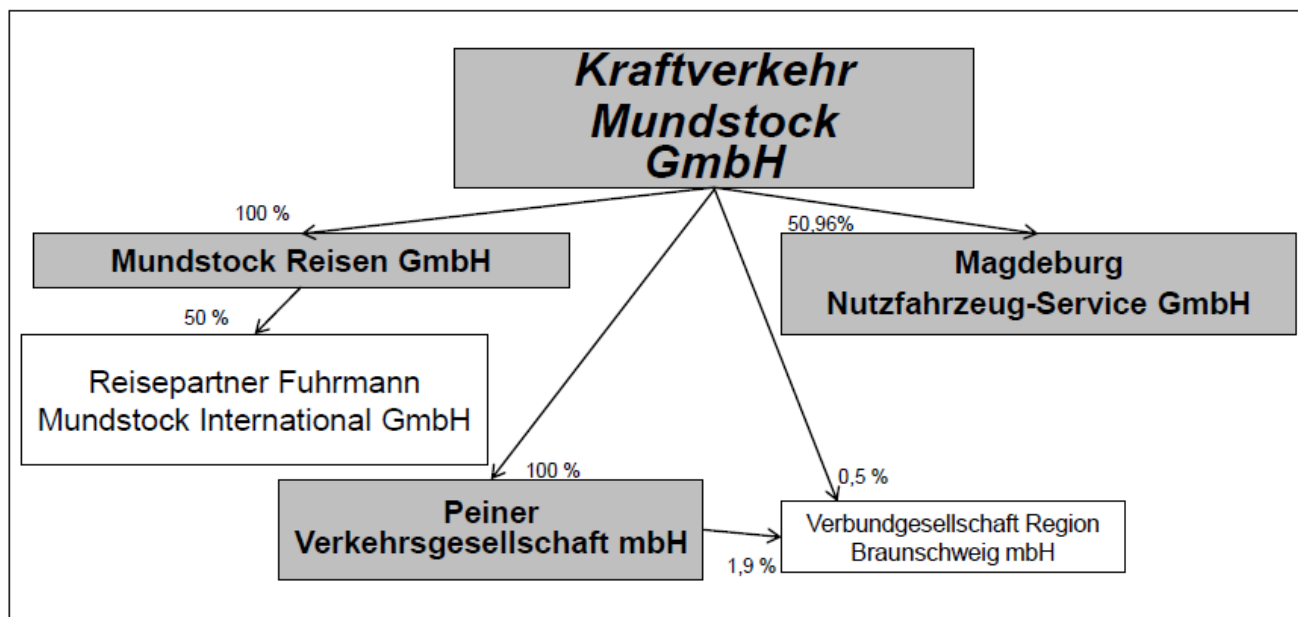 Kraftverkehr
Mundstock
GmbH
100 %
50,96%
Mundstock Reisen GmbH
Magdeburg
Nutzfahrzeug-Service GmbH
50 %
Reisepartner Fuhrmann
Mundstock International GmbH
100 %
0,5 %
Peiner
Verkehrsgesellschaft mbH
Verbundgesellschaft Region
Braunschweig mbH
1,9 %